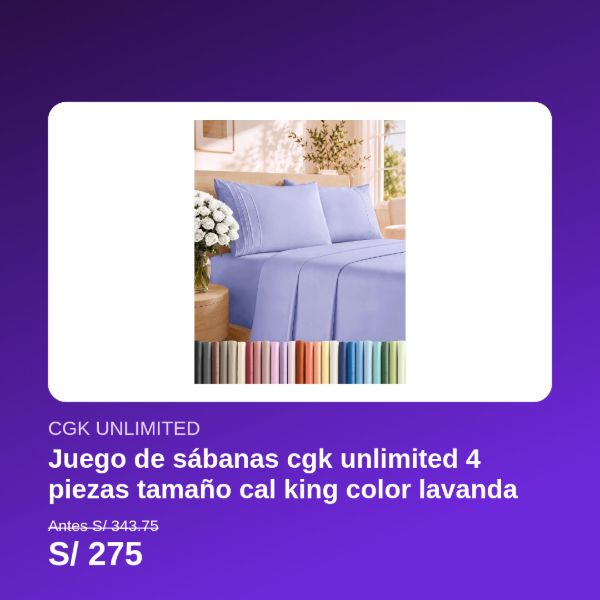 CGK UNLIMITED
Juego de sábanas cgk unlimited 4
piezas tamaño cal king color lavanda
Antes S/ 343.75
S/ 275